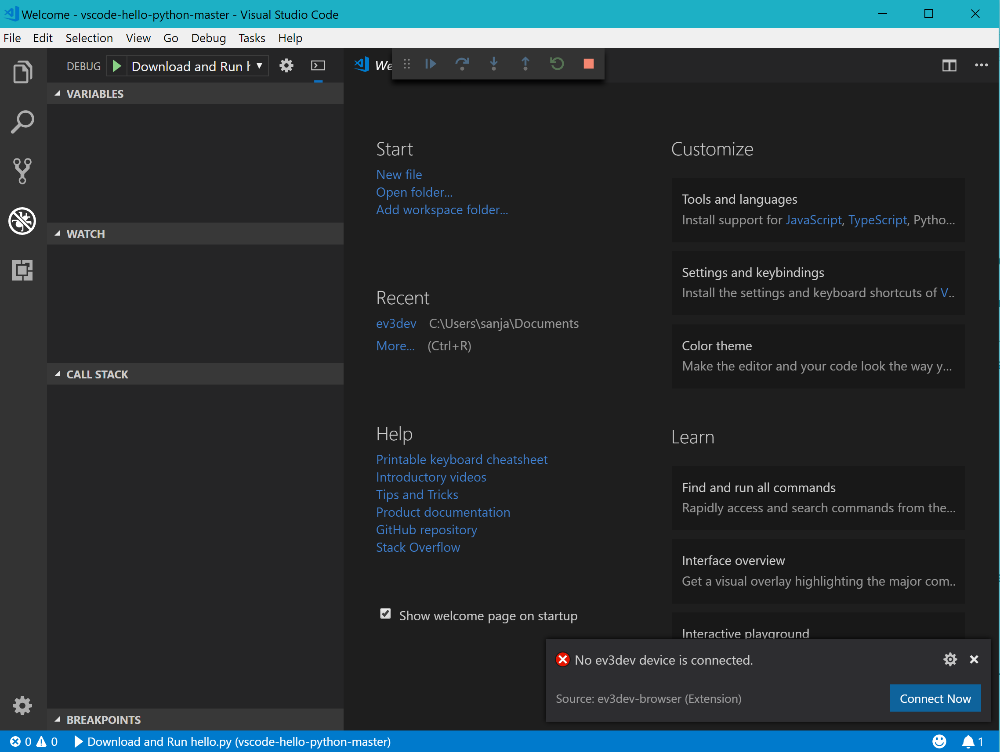 Welcome - vscode-hello-python-master - Visual Studio Code
File Edit Selection View Go Debug Tasks Help
DEBUG Download and Run h
We
VARIABLES
WATCH
CALL STACK
BREAKPOINTS
Start
New file
Open folder...
Add workspace folder...
Recent
ev3dev C:\Users\sanja\Documents
More... (Ctrl+R)
Help
Printable keyboard cheatsheet
Introductory videos
Tips and Tricks
Product documentation
GitHub repository
Stack Overflow
Show welcome page on startup
Customize
Tools and languages
Install support for JavaScript, TypeScript, Pytho...
Settings and keybindings
Install the settings and keyboard shortcuts of V..
Color theme
Make the editor and your code look the way y...
Learn
Find and run all commands
Rapidly access and search commands from the...
Interface overview
Get a visual overlay highlighting the major com..
Interactive playground
No ev3dev device is connected.
Source: ev3dev-browser (Extension) Connect Now
0 0 Download and Run hello.py (vscode-hello-python-master) 1